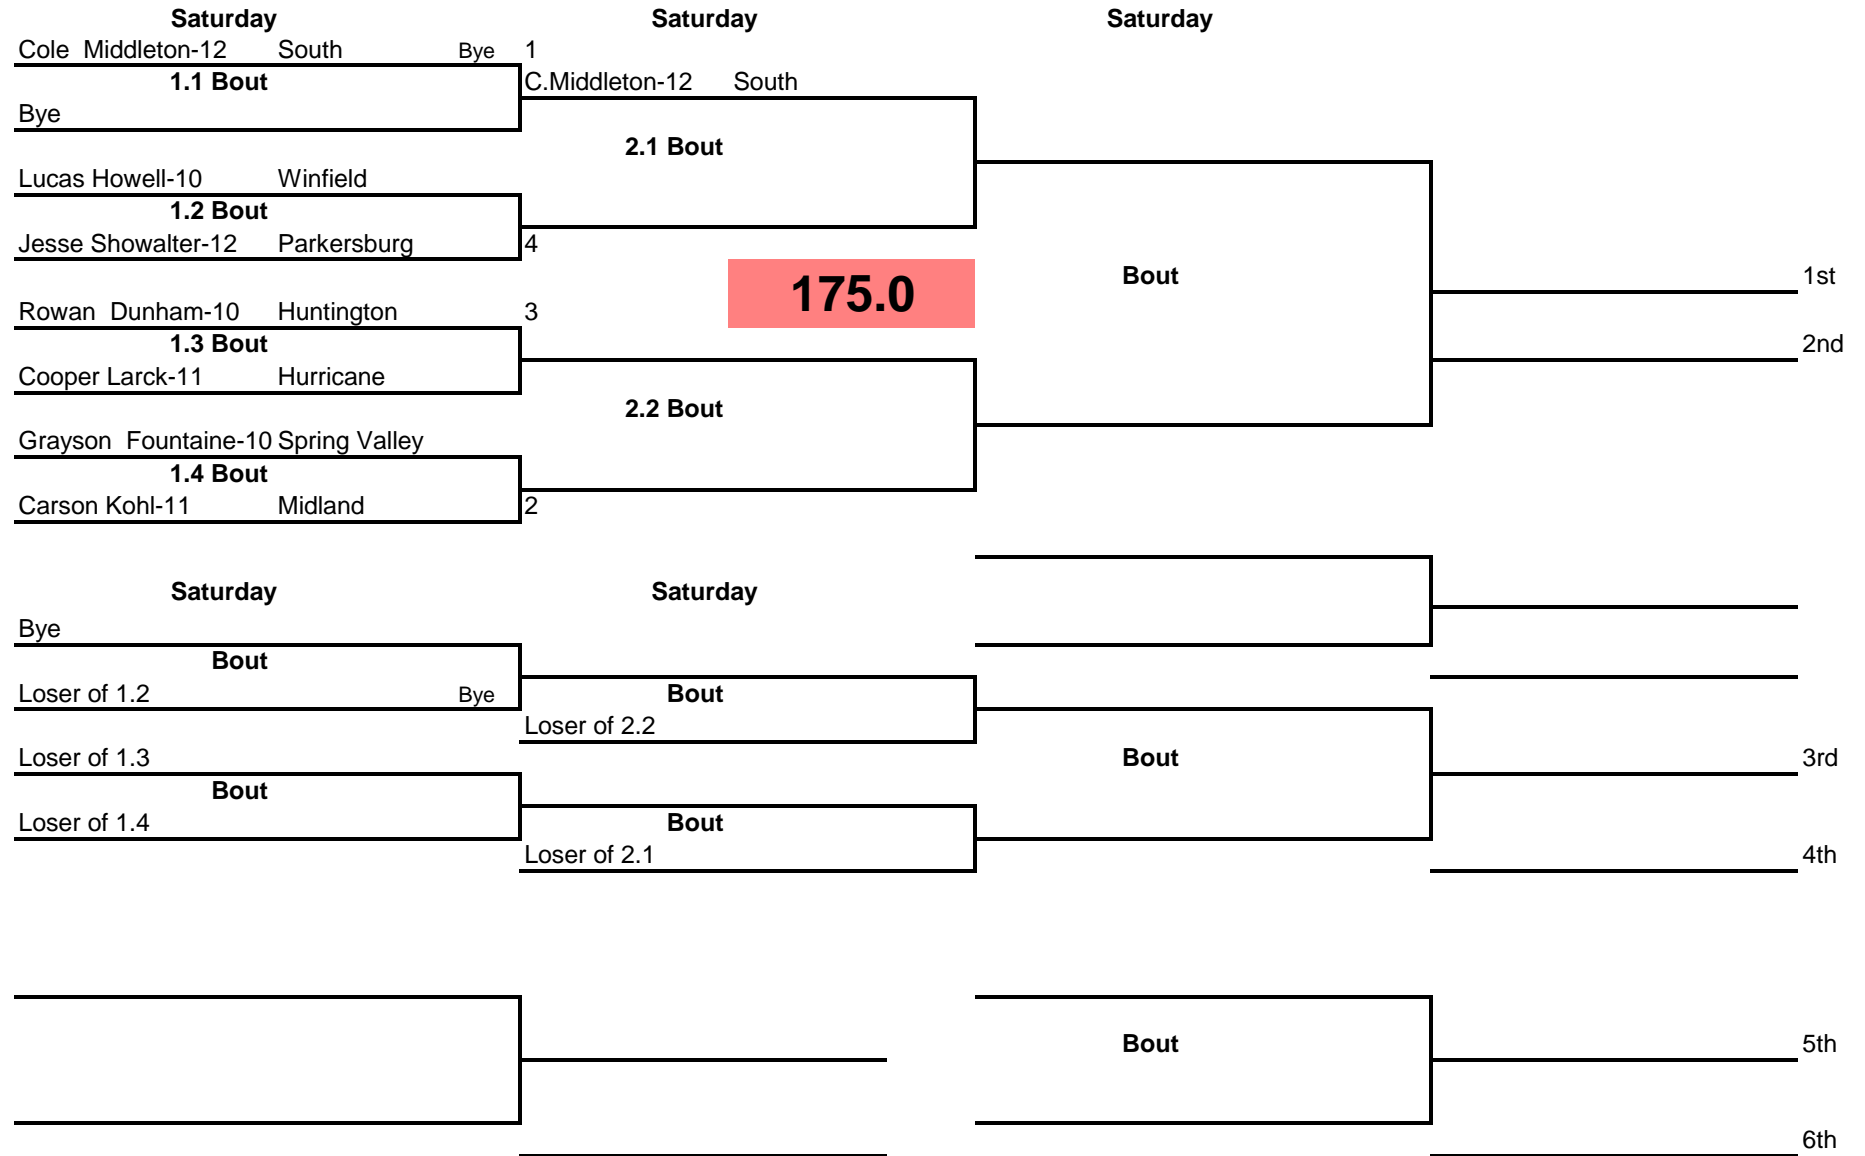 Saturday Saturday Saturday
Cole Middleton-12 South Bye 1
1.1 Bout C.Middleton-12 South
Bye
2.1 Bout
Lucas Howell-10 Winfield
1.2 Bout
Jesse Showalter-12 Parkersburg 4
175.0 Bout 1st
Rowan Dunham-10 Huntington 3
1.3 Bout 2nd
Cooper Larck-11 Hurricane
2.2 Bout
Grayson Fountaine-10 Spring Valley
1.4 Bout
Carson Kohl-11 Midland 2
Saturday Saturday
Bye
Bout
Loser of 1.2 Bye Bout
Loser of 2.2
Loser of 1.3 Bout 3rd
Bout
Loser of 1.4 Bout
Loser of 2.1 4th
Bout 5th
6th